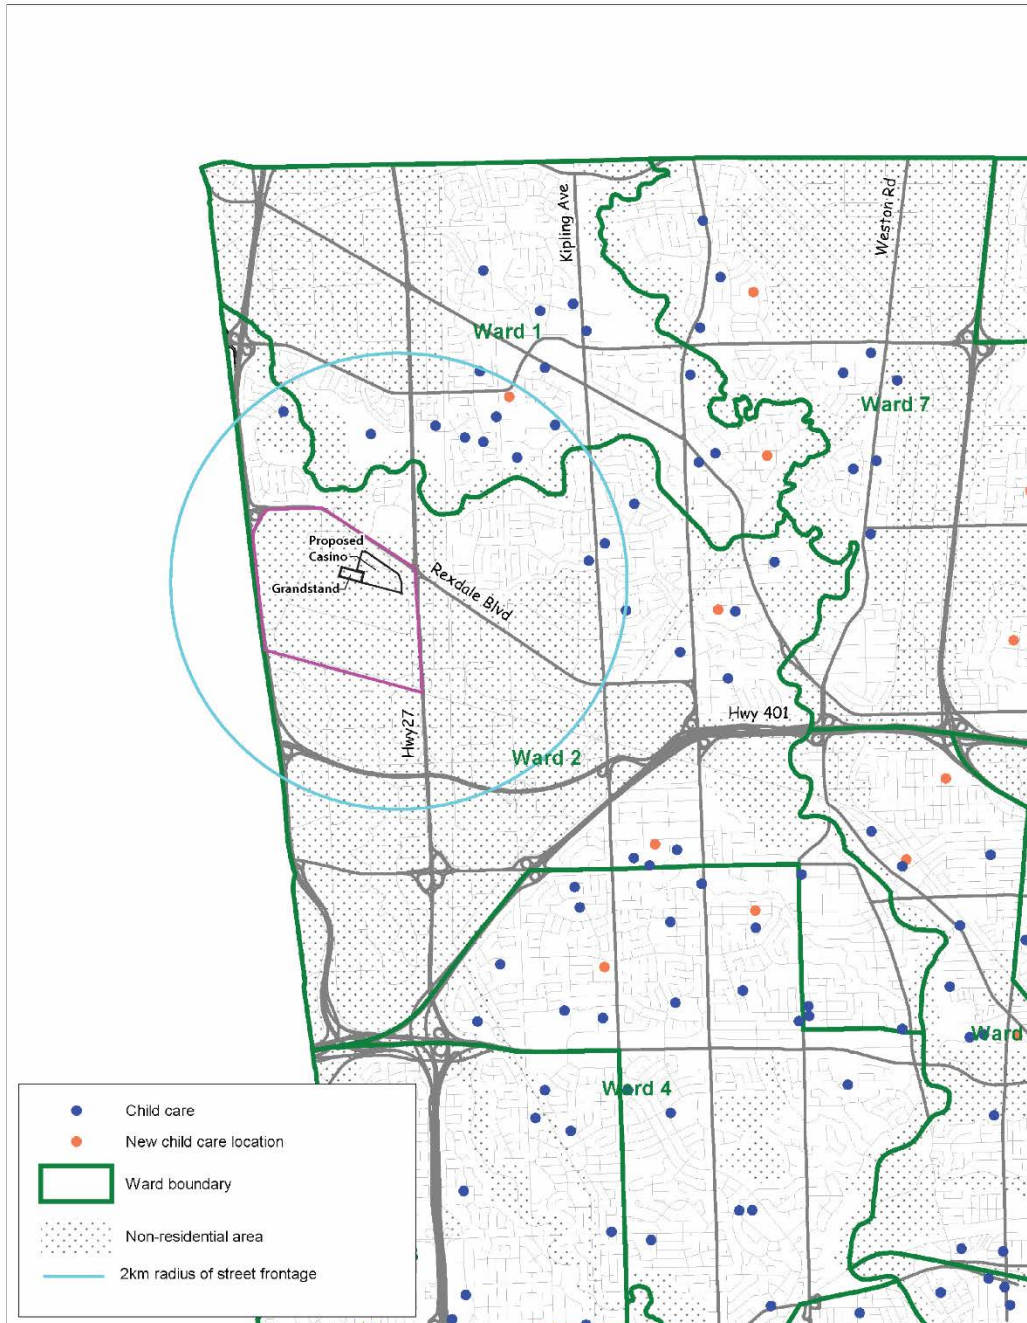 Kipling Ave.
Weston Rd
Ward 1
Ward 7
Proposed
Casino
Grandstand
Rexdale Blvd
Hwy27
Hwy 401
Ward 2
Ward
Ward 4
Child care
New child care location
Ward boundary
Non-residential area
2km radius of street frontage